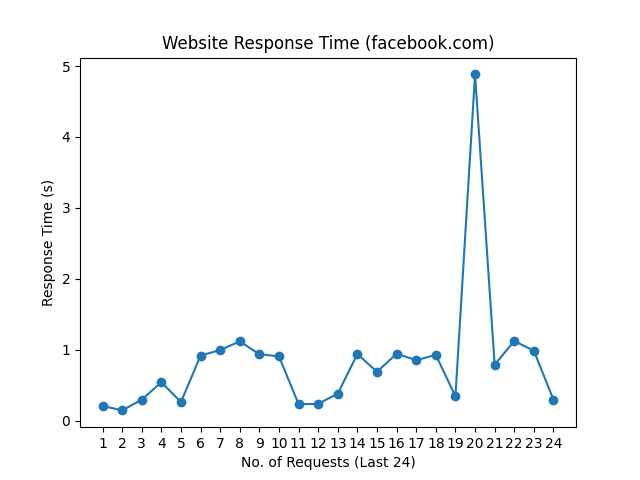 Website Response Time (facebook.com)
5
4
3
2
1
0
Response Time (s)
1 2 3 4 5 6 7 8 9 10 11 12 13 14 15 16 17 18 19 20 21 22 23 24
No. of Requests (Last 24)